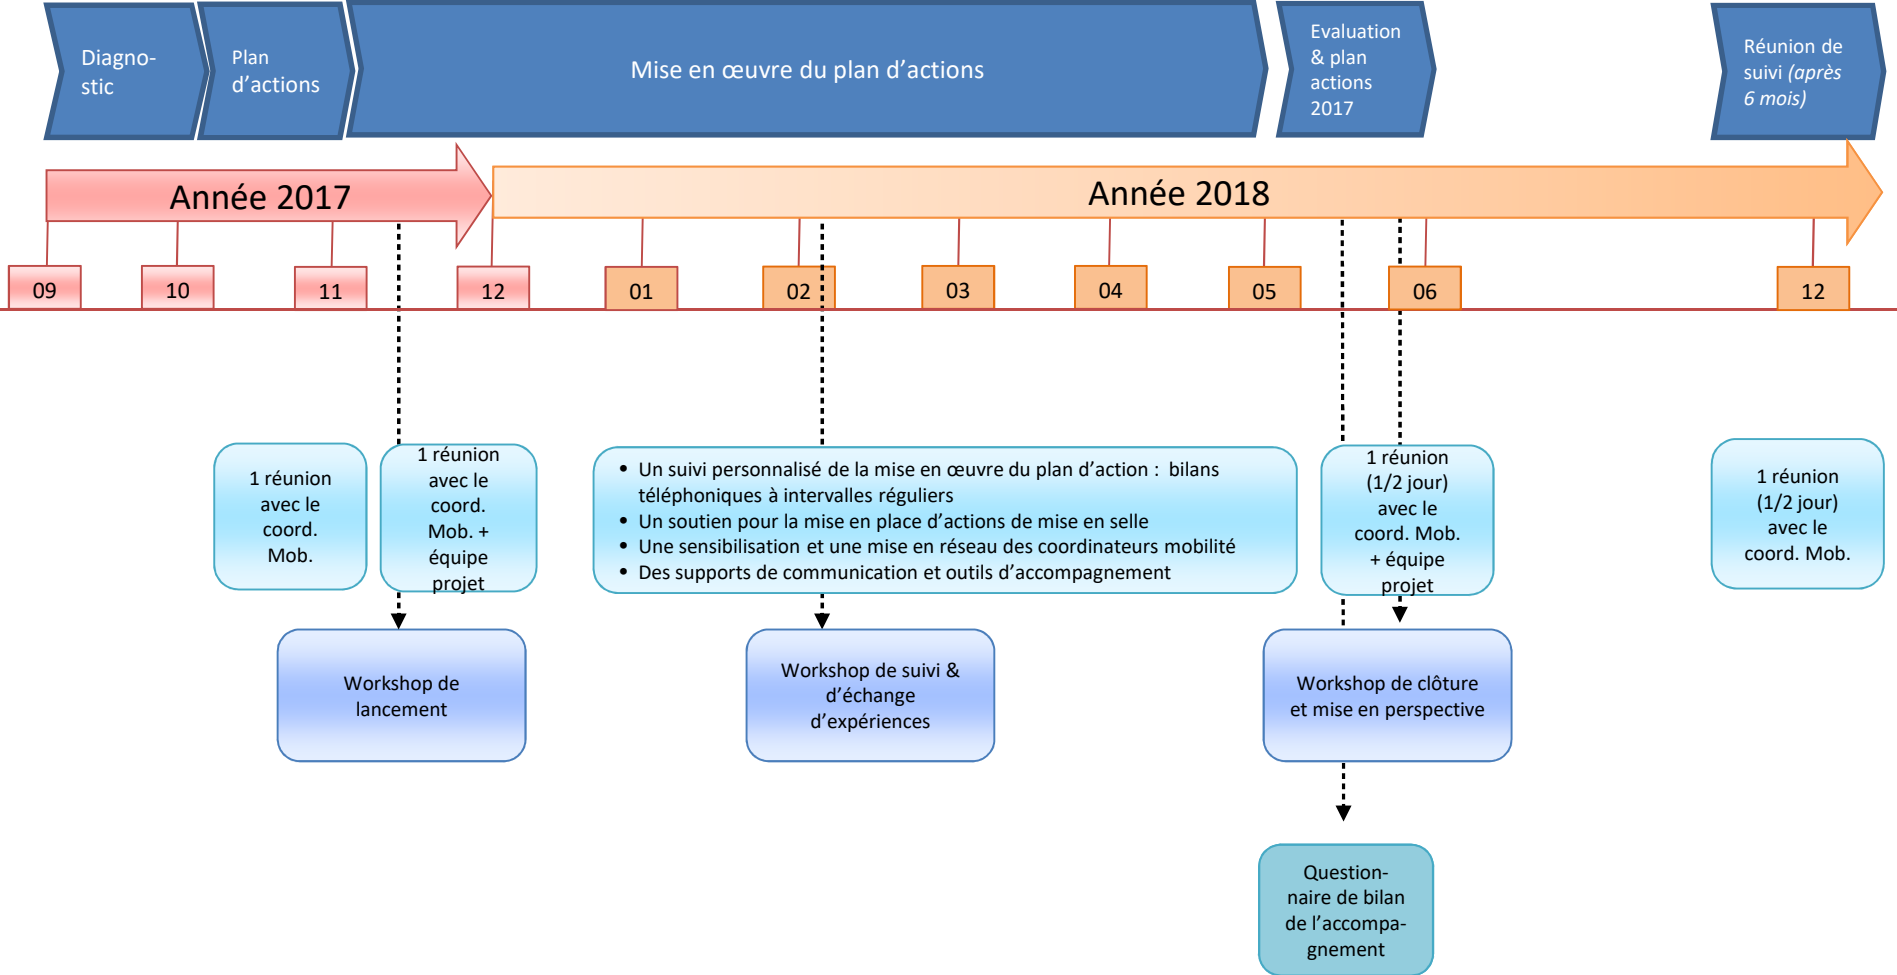 Diagno-
stic
Plan
d’actions
Mise en œuvre du plan d’actions
Evaluation
& plan
actions
2017
Réunion de
suivi (après
6 mois)
Année 2017
Année 2018
09
10
11
12
01
02
03
04
05
06
12
1 réunion
avec le
coord.
Mob.
1 réunion
avec le
coord.
Mob. +
équipe
projet
• Un suivi personnalisé de la mise en œuvre du plan d’action : bilans
téléphoniques à intervalles réguliers
• Un soutien pour la mise en place d’actions de mise en selle
• Une sensibilisation et une mise en réseau des coordinateurs mobilité
• Des supports de communication et outils d’accompagnement
1 réunion
(1/2 jour)
avec le
coord. Mob.
+ équipe
projet
1 réunion
(1/2 jour)
avec le
coord. Mob.
Workshop de
lancement
Workshop de suivi &
d’échange
d’expériences
Workshop de clôture
et mise en perspective
Question-
naire de bilan
de l’accompa-
gnement